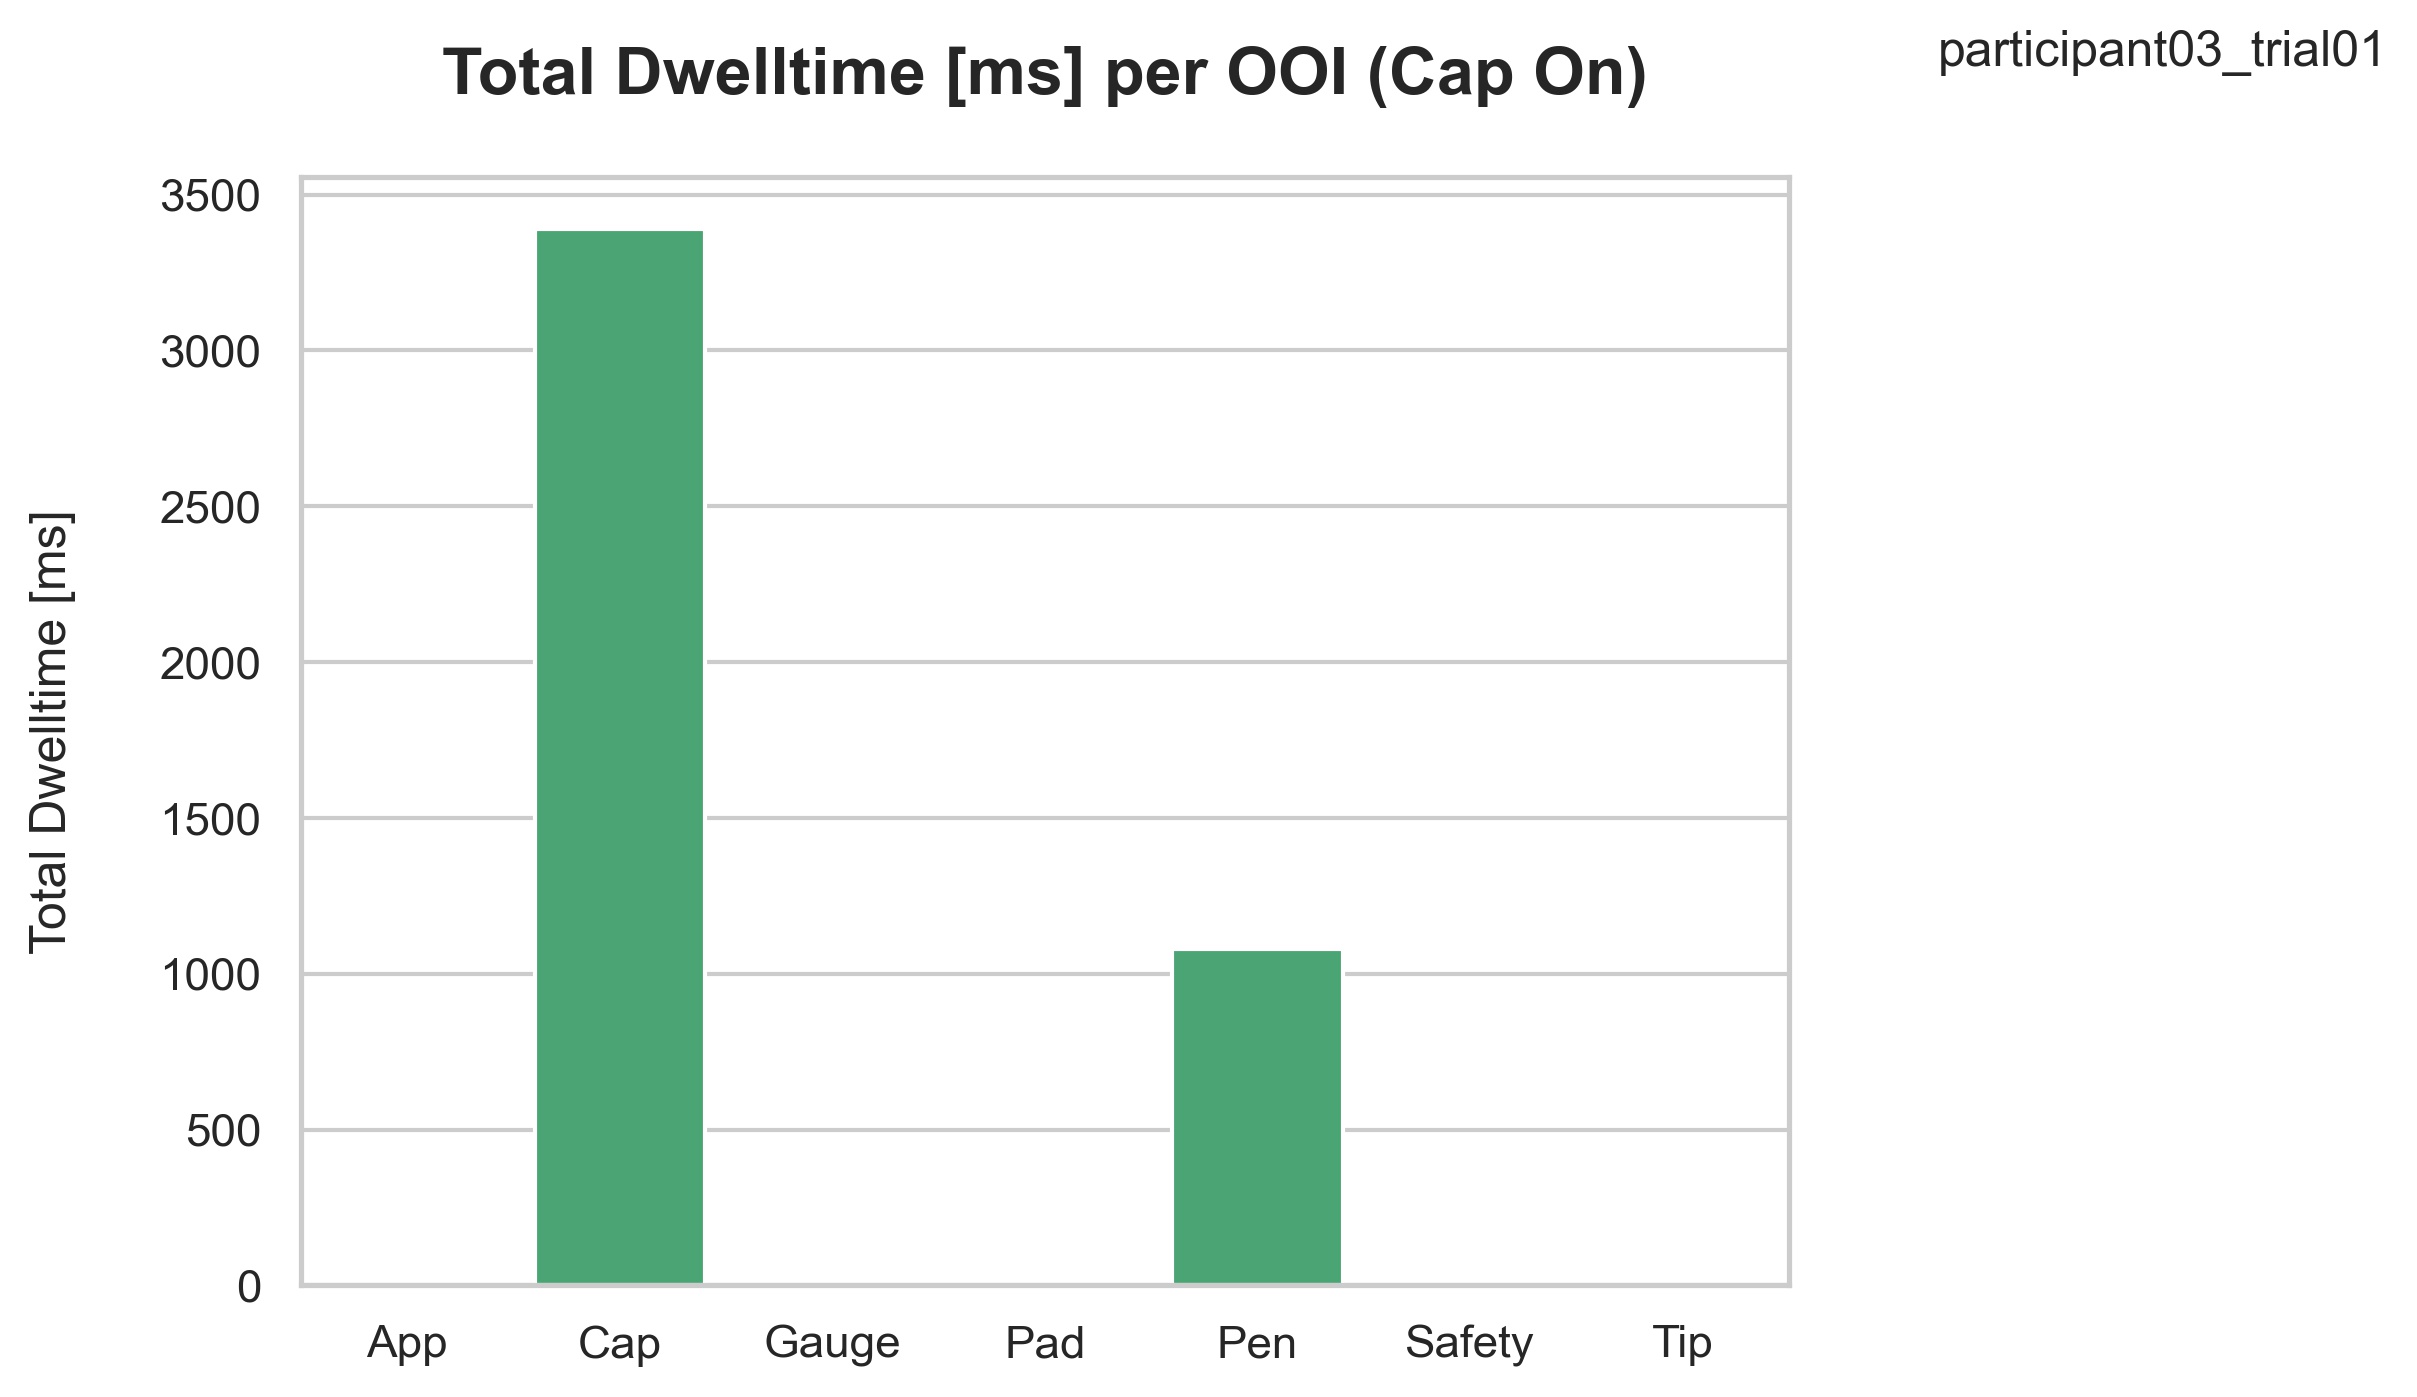 Total Dwelltime [ms] per OOI (Cap On)
participant03_trial01
Total Dwelltime [ms]
3500
3000
2500
2000
1500
1000
500
0
App Cap Gauge Pad Pen Safety Tip